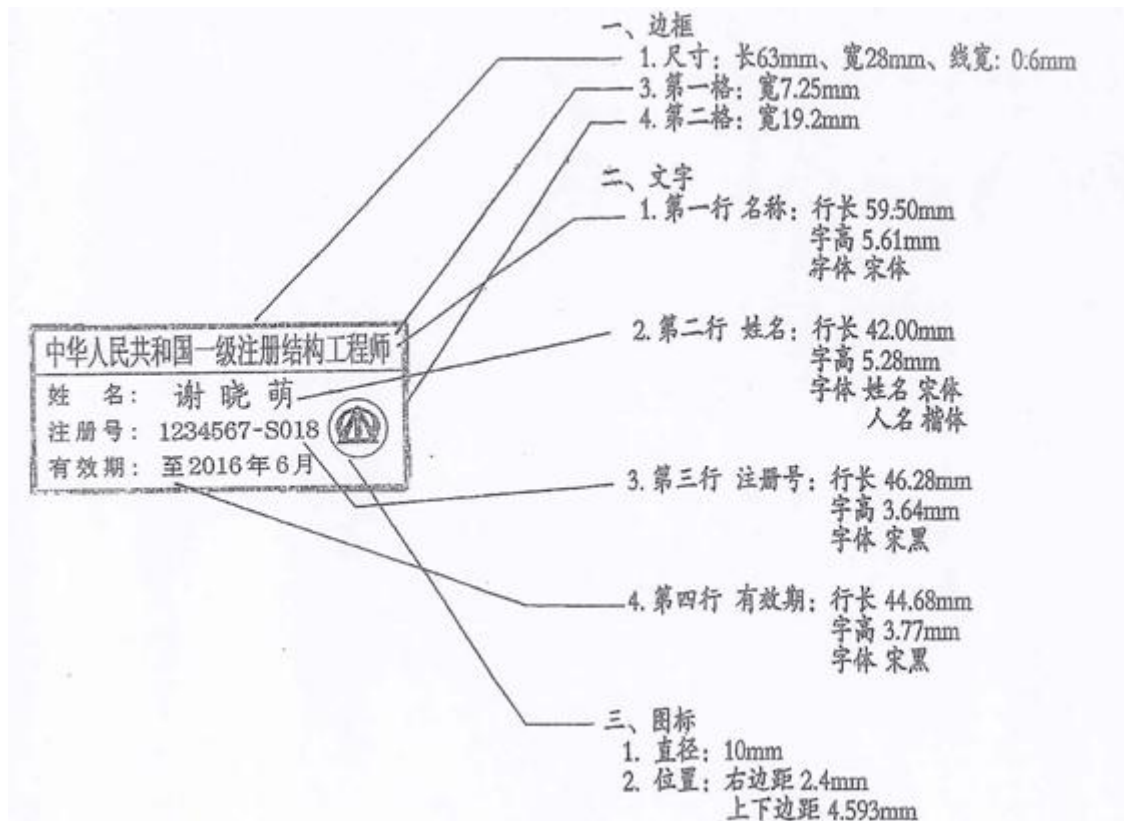 一、边框
1. 尺寸：长63mm、宽28mm、线宽: 0.6mm
3. 第一格：宽7.25mm
4. 第二格：宽19.2mm
二、文字
1. 第一行 名称：行长 59.50mm
字高 5.61mm
字体 宋体
2. 第二行 姓名：行长 42.00mm
字高 5.28mm
字体 姓名 宋体
人名 楷体
3. 第三行 注册号：行长 46.28mm
字高 3.64mm
字体 宋黑
4. 第四行 有效期：行长 44.68mm
字高 3.77mm
字体 宋黑
三、图标
1. 直径：10mm
2. 位置：右边距 2.4mm
上下边距 4.593mm
中华人民共和国一级注册结构工程师
姓 名： 谢晓萌
注册号： 1234567-S018
有效期： 至2016年6月